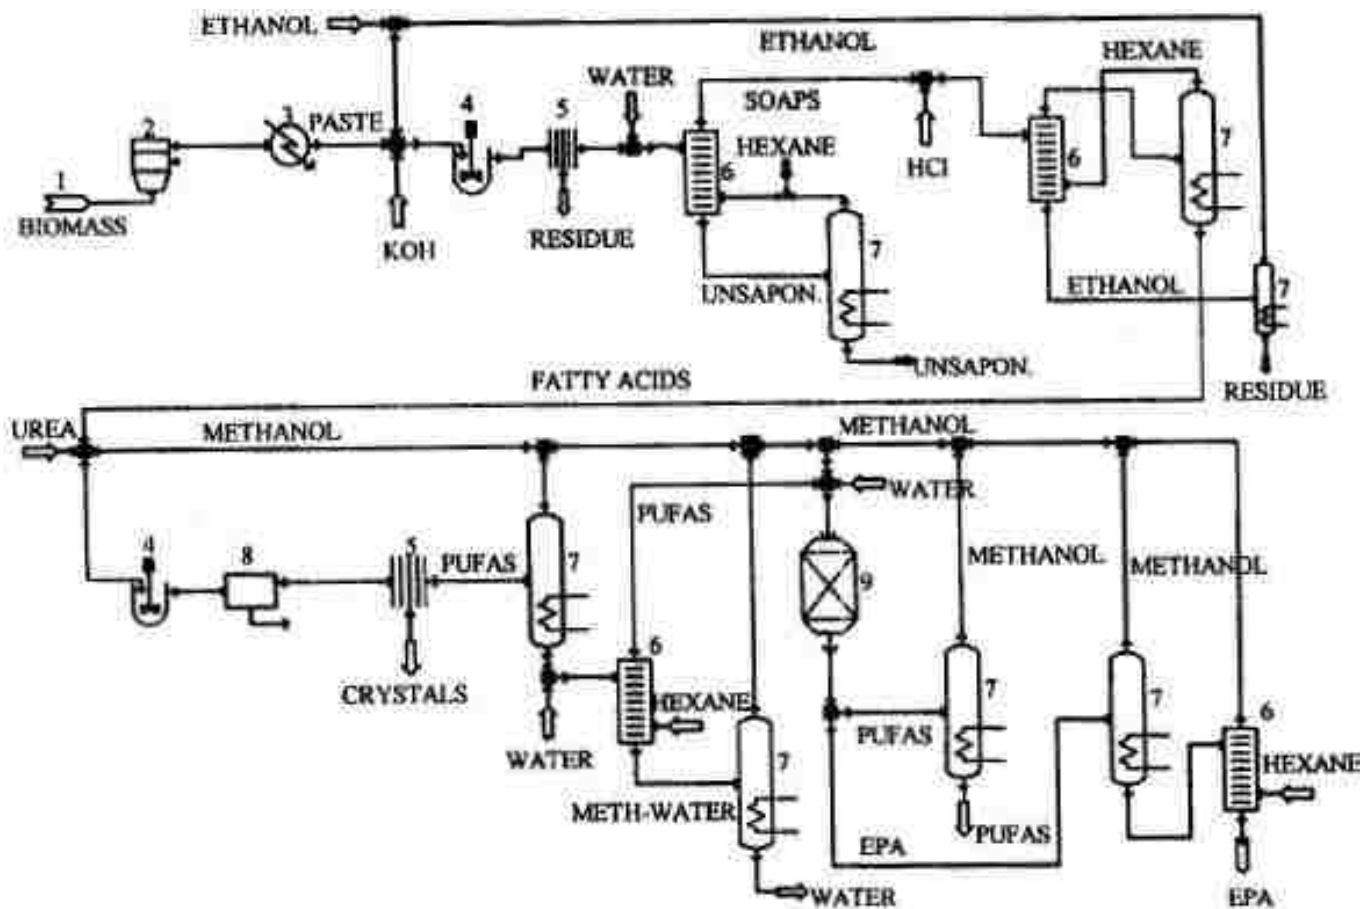 ETHANOL
ETHANOL
HEXANE
WATER
4
5
SOAPS
2
3
PASTE
HEXANE
HCl
7
6
6
1
BIOMASS
KOH
RESIDUE
7
UNSAPON.
ETHANOL
7
UNSAPON.
RESIDUE
FATTY ACIDS
UREA
METHANOL
METHANOL
WATER
PUFAS
4
8
5
PUFAS
7
METHANOL
METHANOL
9
6
CRYSTALS
HEXANE
7
7
6
WATER
PUFAS
7
HEXANE
METH-WATER
EPA
PUFAS
WATER
EPA